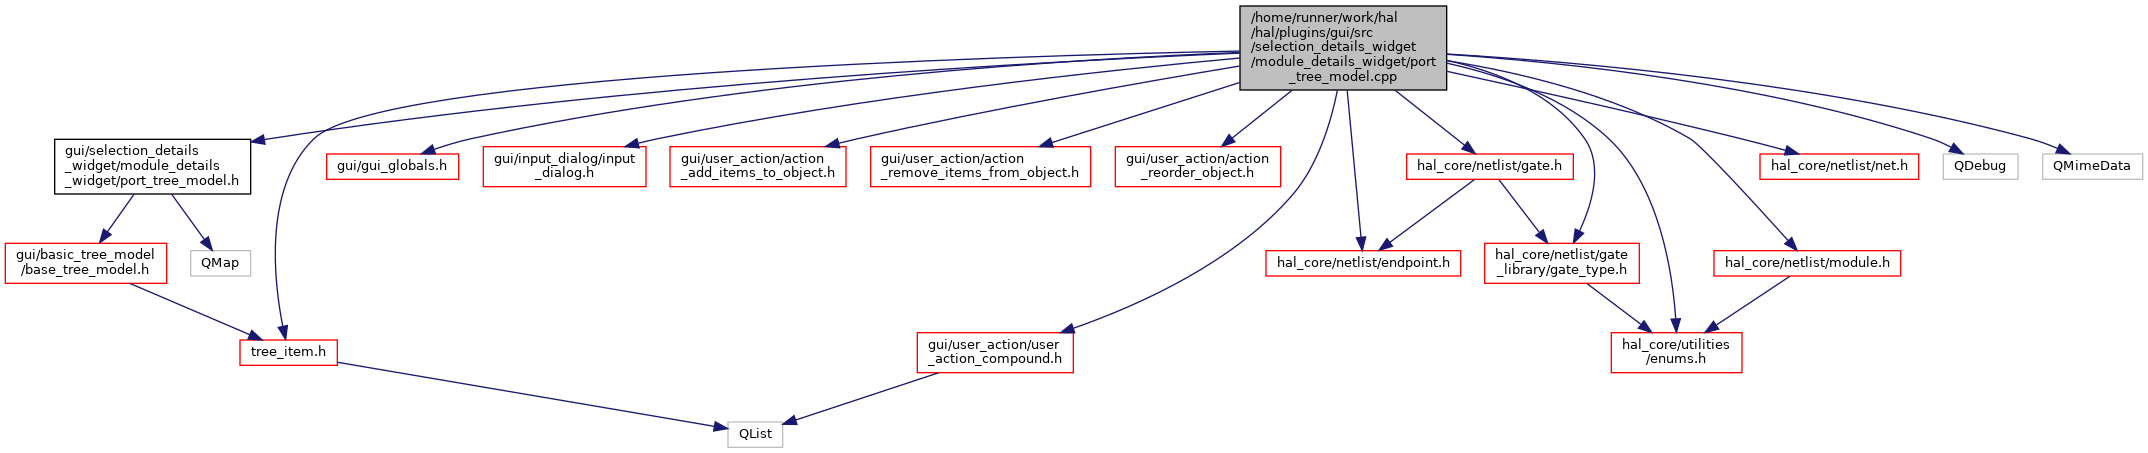 /home/runner/work/hal
/hal/plugins/gui/src
/selection_details_widget
/module_details_widget/port
_tree_model.cpp
gui/selection_details
_widget/module_details
_widget/port_tree_model.h
gui/gui_globals.h
gui/input_dialog/input
_dialog.h
gui/user_action/action
_add_items_to_object.h
gui/user_action/action
_remove_items_from_object.h
gui/user_action/action
_reorder_object.h
hal_core/netlist/gate.h
hal_core/netlist/net.h
QDebug
QMimeData
gui/basic_tree_model
/base_tree_model.h
QMap
hal_core/netlist/endpoint.h
hal_core/netlist/gate
_library/gate_type.h
hal_core/netlist/module.h
tree_item.h
gui/user_action/user
_action_compound.h
hal_core/utilities
/enums.h
QList